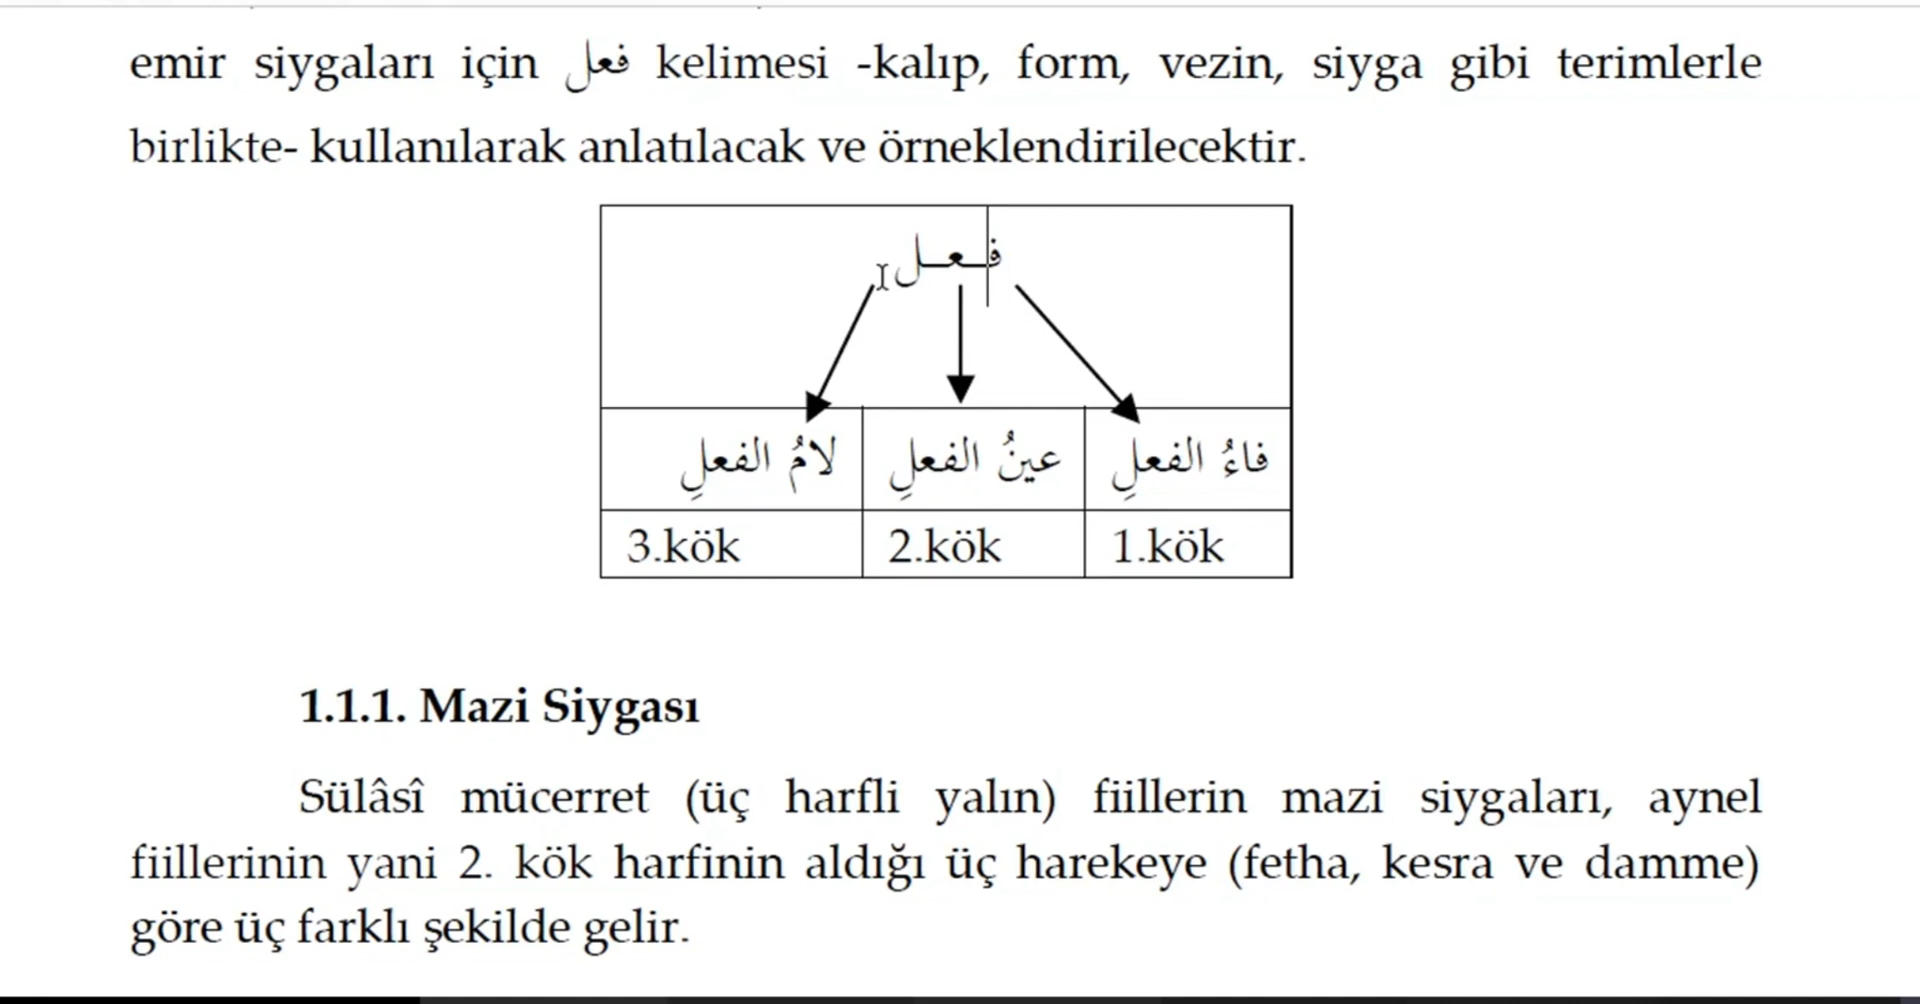 emir siygaları için فعل kelimesi -kalıp, form, vezin, siyga gibi terimlerle
birlikte- kullanılarak anlatılacak ve örneklendirilecektir.
فـعـل
فاءُ الفعلِ عينُ الفعلِ لامُ الفعلِ
3.kök 2.kök 1.kök
1.1.1. Mazi Siygası
Sülâsî mücerret (üç harfli yalın) fiillerin mazi siygaları, aynel
fiillerinin yani 2. kök harfinin aldığı üç harekeye (fetha, kesra ve damme)
göre üç farklı şekilde gelir.